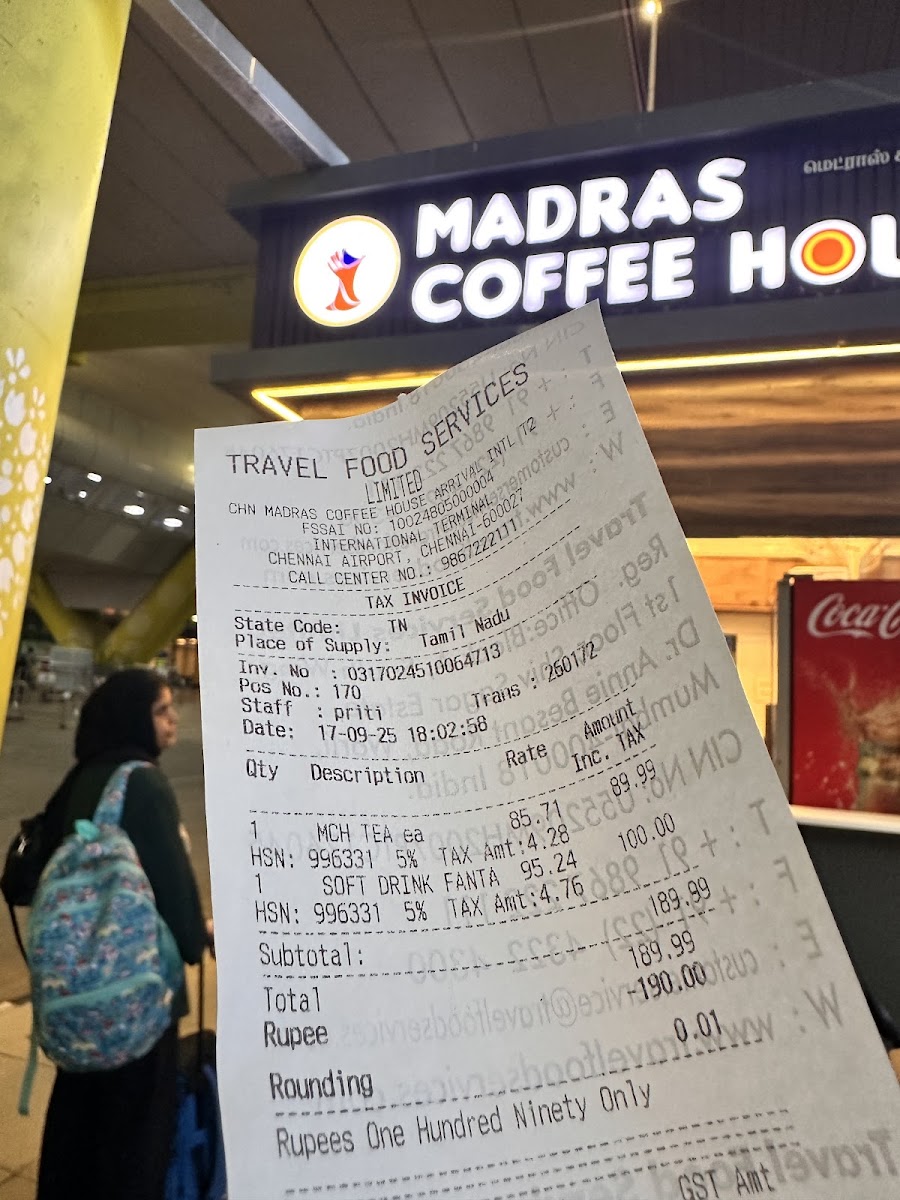 மெட்ராஸ்
MADRAS
COFFEE HOU
Coca-C
TRAVEL FOOD SERVICES
LIMITED
CHN MADRAS COFFEE HOUSE ARRIVAL INTL T2
FSSAI NO: 10024805000004
INTERNATIONAL TERMINAL,
CHENNAI AIRPORT, CHENNAI-600027
CALL CENTER NO.: 9867222111
TAX INVOICE
State Code: TN
Place of Supply: Tamil Nadu
Inv. No : 0317024510064713
Pos No.: 170 Trans : 260172
Staff : priti
Date: 17-09-25 18:02:58
Qty Description Rate Amount
Inc. TAX
1 MCH TEA ea 85.71 89.99
HSN: 996331 5% TAX Amt:4.28
1 SOFT DRINK FANTA 95.24 100.00
HSN: 996331 5% TAX Amt:4.76
Subtotal: 189.99
Total 189.99
Rupee -190.00
Rounding 0.01
Rupees One Hundred Ninety Only
GST Amt